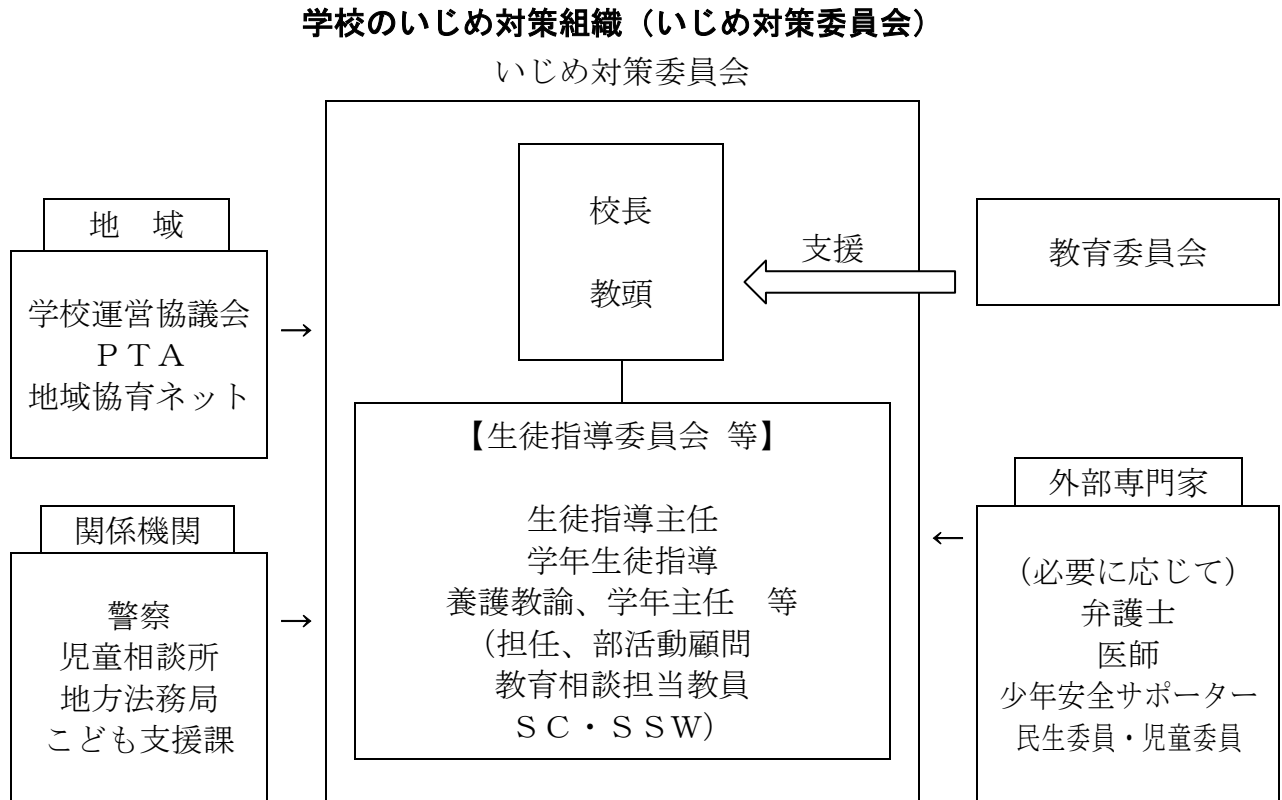 学校のいじめ対策組織（いじめ対策委員会）
いじめ対策委員会
校長
教頭
支援
教育委員会
地　域
学校運営協議会
ＰＴＡ
地域協育ネット
→
関係機関
警察
児童相談所
地方法務局
こども支援課
→
【生徒指導委員会 等】
生徒指導主任
学年生徒指導
養護教諭、学年主任　等
（担任、部活動顧問
教育相談担当教員
ＳＣ・ＳＳＷ）
←
外部専門家
（必要に応じて）
弁護士
医師
少年安全サポーター
民生委員・児童委員